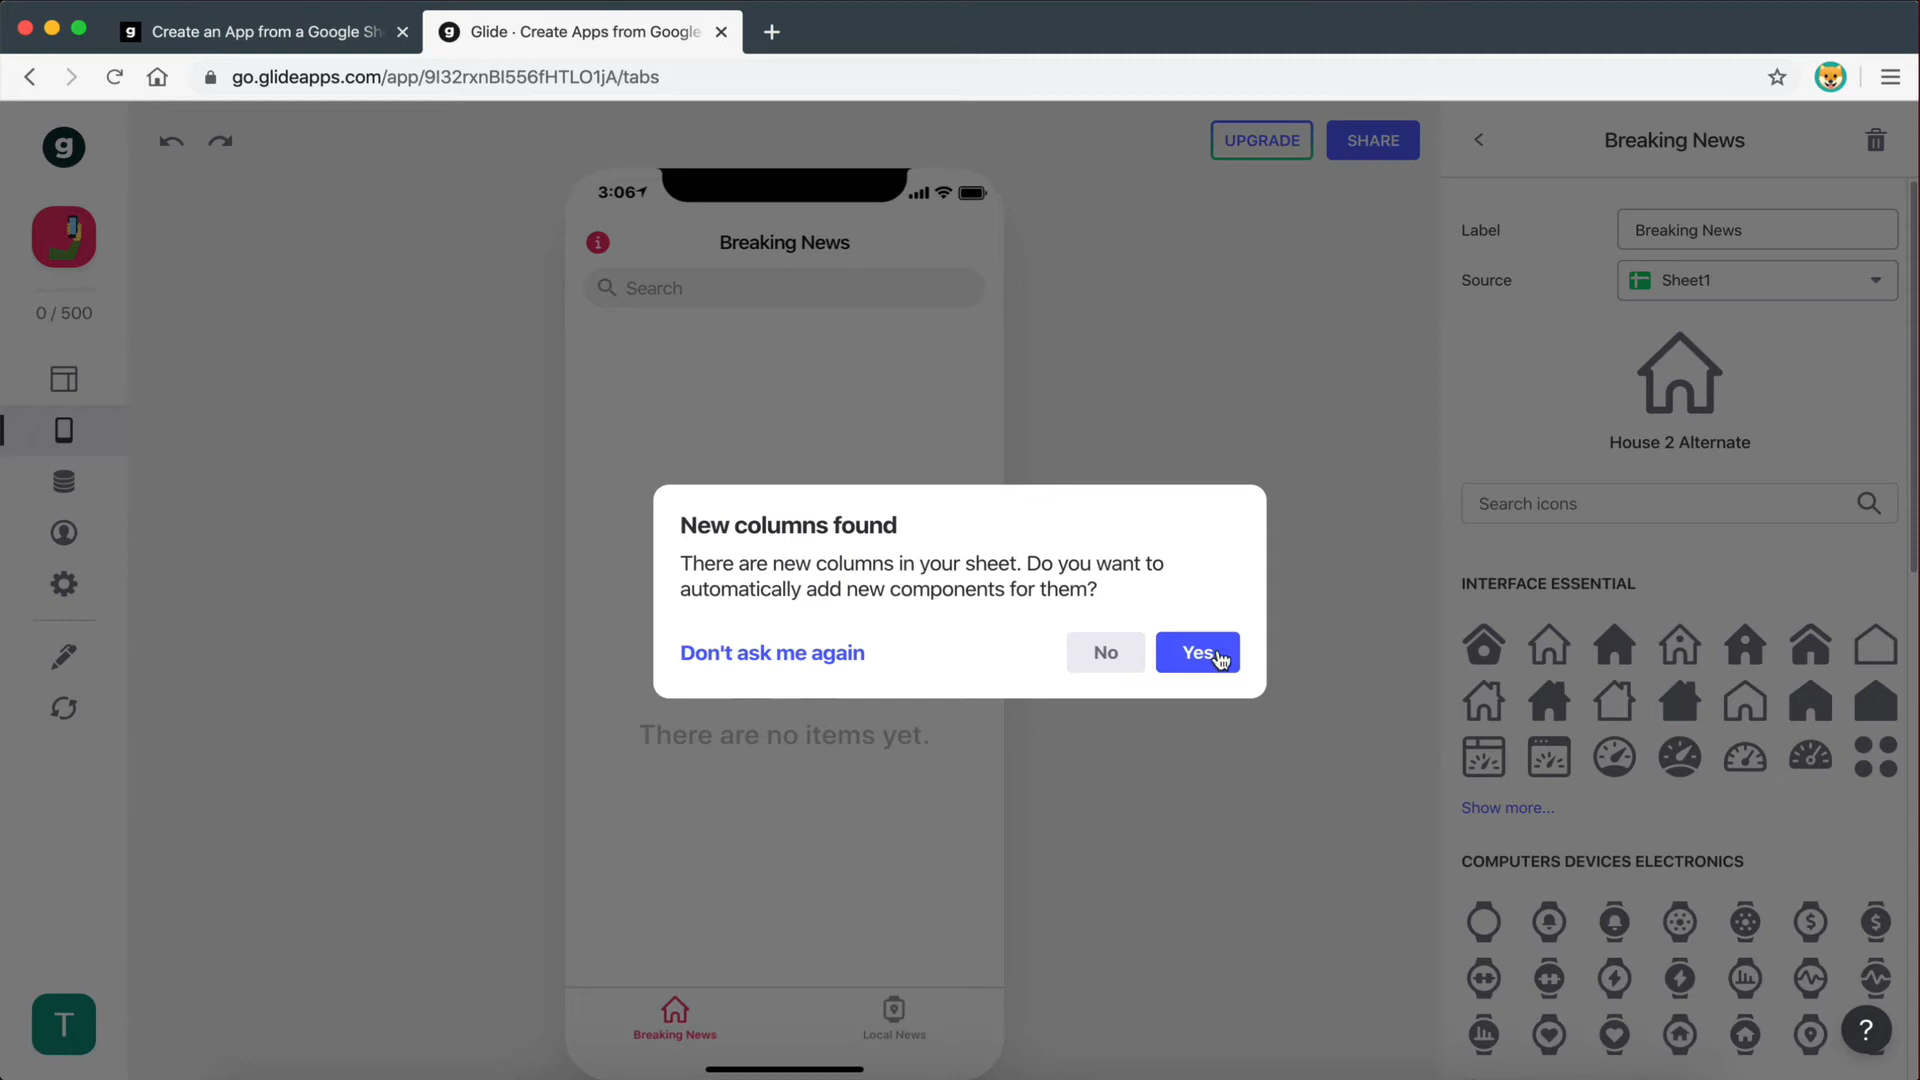 Create an App from a Google Sh
Glide · Create Apps from Google
go.glideapps.com/app/9I32rxnBI556fHTLO1jA/tabs
g
UPGRADE
SHARE
Breaking News
0 / 500
3:06
Breaking News
Search
There are no items yet.
Breaking News
Local News
New columns found
There are new columns in your sheet. Do you want to
automatically add new components for them?
Don't ask me again
No
Yes
Label
Breaking News
Source
Sheet1
House 2 Alternate
Search icons
INTERFACE ESSENTIAL
Show more...
COMPUTERS DEVICES ELECTRONICS
T
?